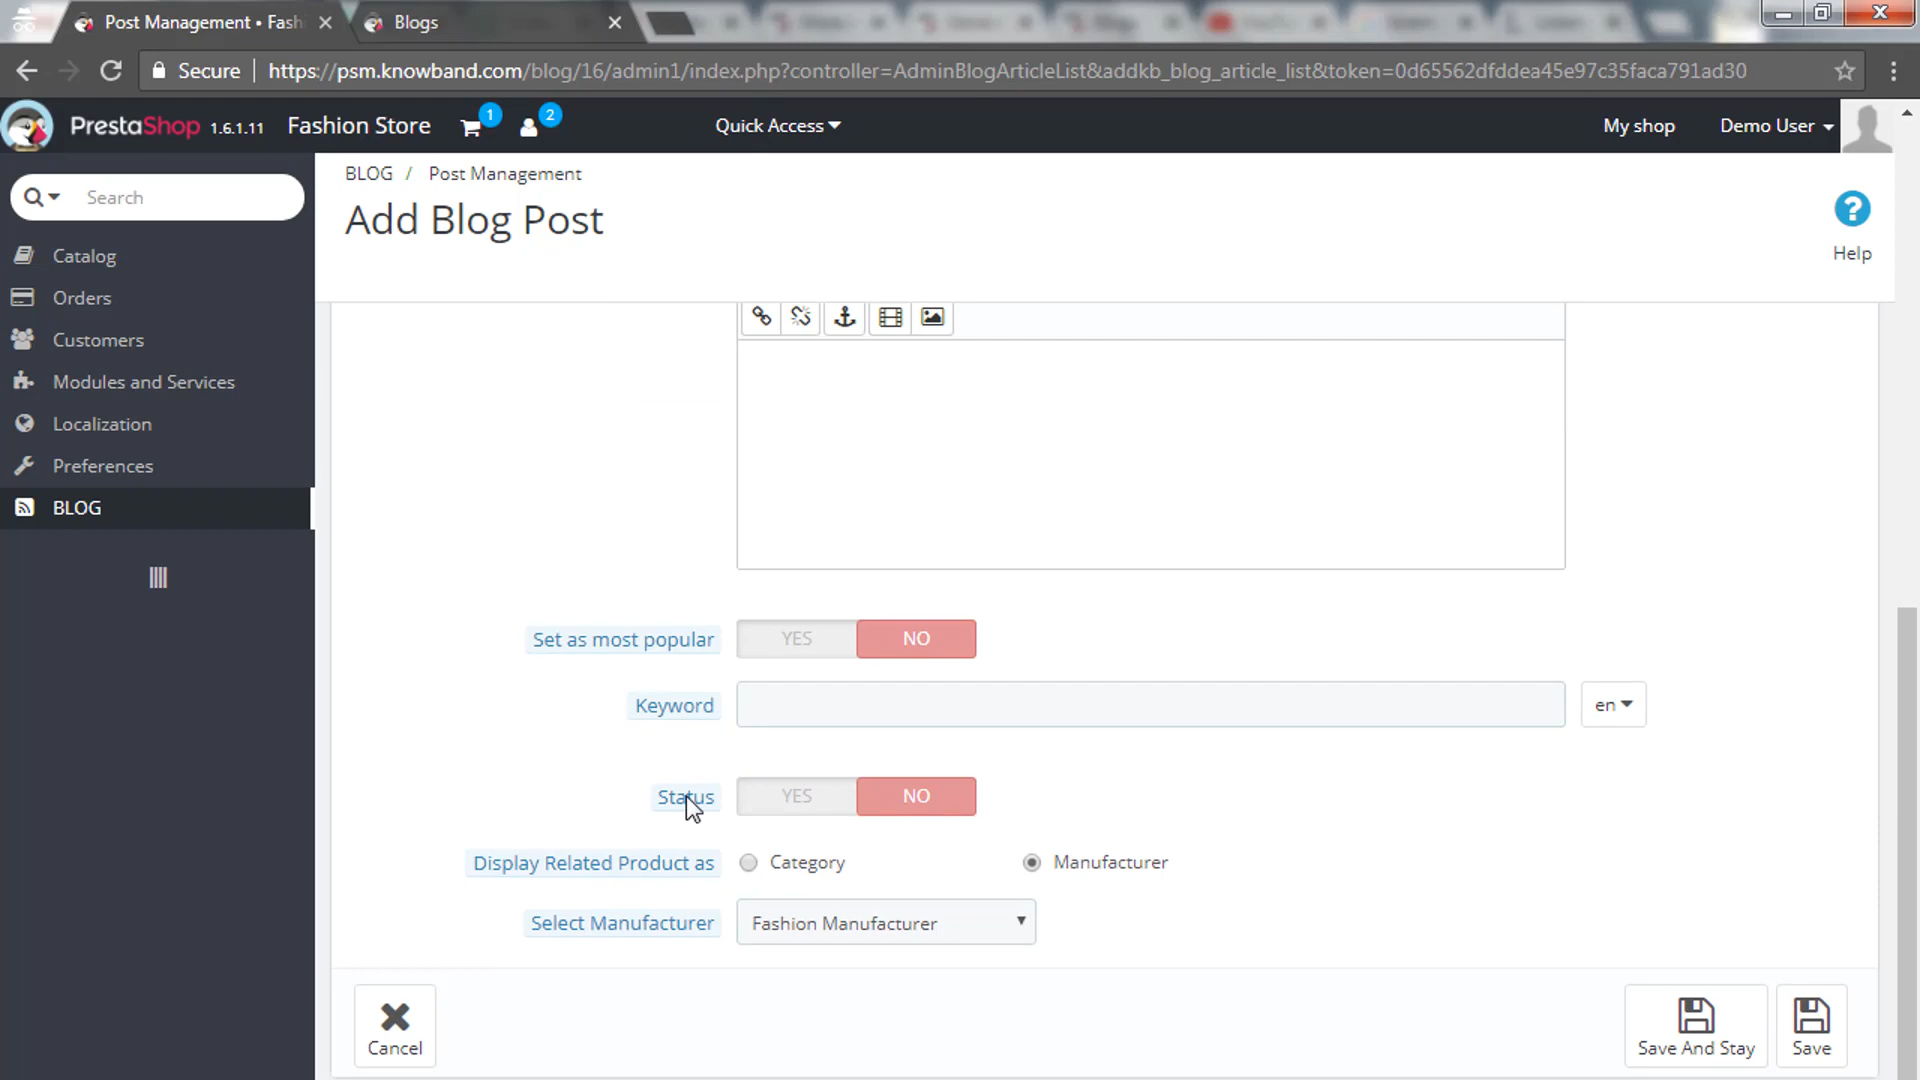 Post Management • Fash
Blogs
Secure
https://psm.knowband.com/blog/16/admin1/index.php?controller=AdminBlogArticleList&addkb_blog_article_list&token=0d65562dfddea45e97c35faca791ad30
PrestaShop 1.6.1.11 Fashion Store 1 2 Quick Access My shop Demo User
Search
BLOG / Post Management
Add Blog Post
? Help
Catalog
Orders
Customers
Modules and Services
Localization
Preferences
BLOG
Set as most popular YES NO
Keyword en
Status YES NO
Display Related Product as Category Manufacturer
Select Manufacturer Fashion Manufacturer
Cancel Save And Stay Save